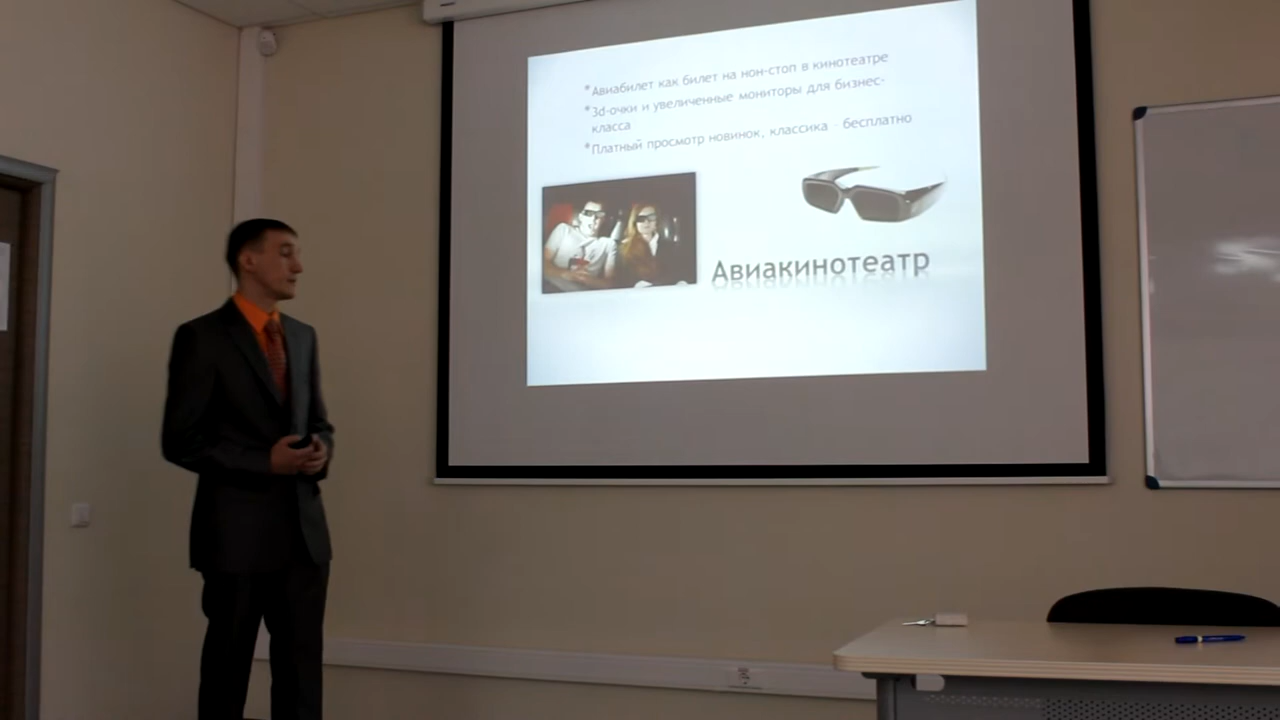 *Авиабилет как билет на нон-стоп в кинотеатре
*3d-очки и увеличенные мониторы для бизнес-
класса
*Платный просмотр новинок, классика - бесплатно
Авиакинотеатр